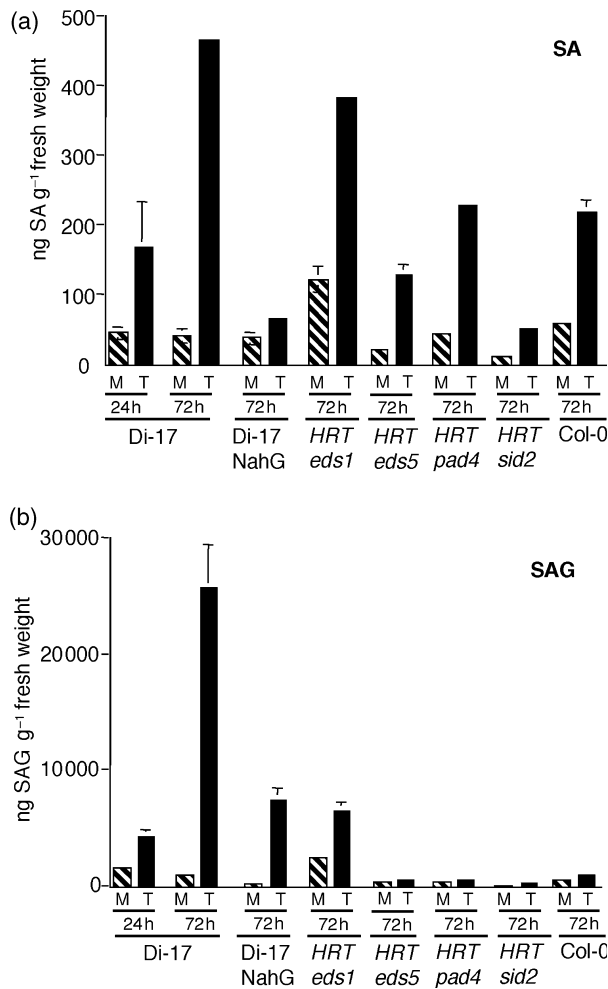 (a)
SA
ng SA g⁻¹ fresh weight
500
400
300
200
100
0
M T M T M T M T M T M T M T M T
24h 72h 72h 72h 72h 72h 72h 72h
Di-17 Di-17 HRT HRT HRT HRT Col-0
NahG eds1 eds5 pad4 sid2
(b)
SAG
ng SAG g⁻¹ fresh weight
30000
20000
10000
0
M T M T M T M T M T M T M T M T
24h 72h 72h 72h 72h 72h 72h 72h
Di-17 Di-17 HRT HRT HRT HRT Col-0
NahG eds1 eds5 pad4 sid2